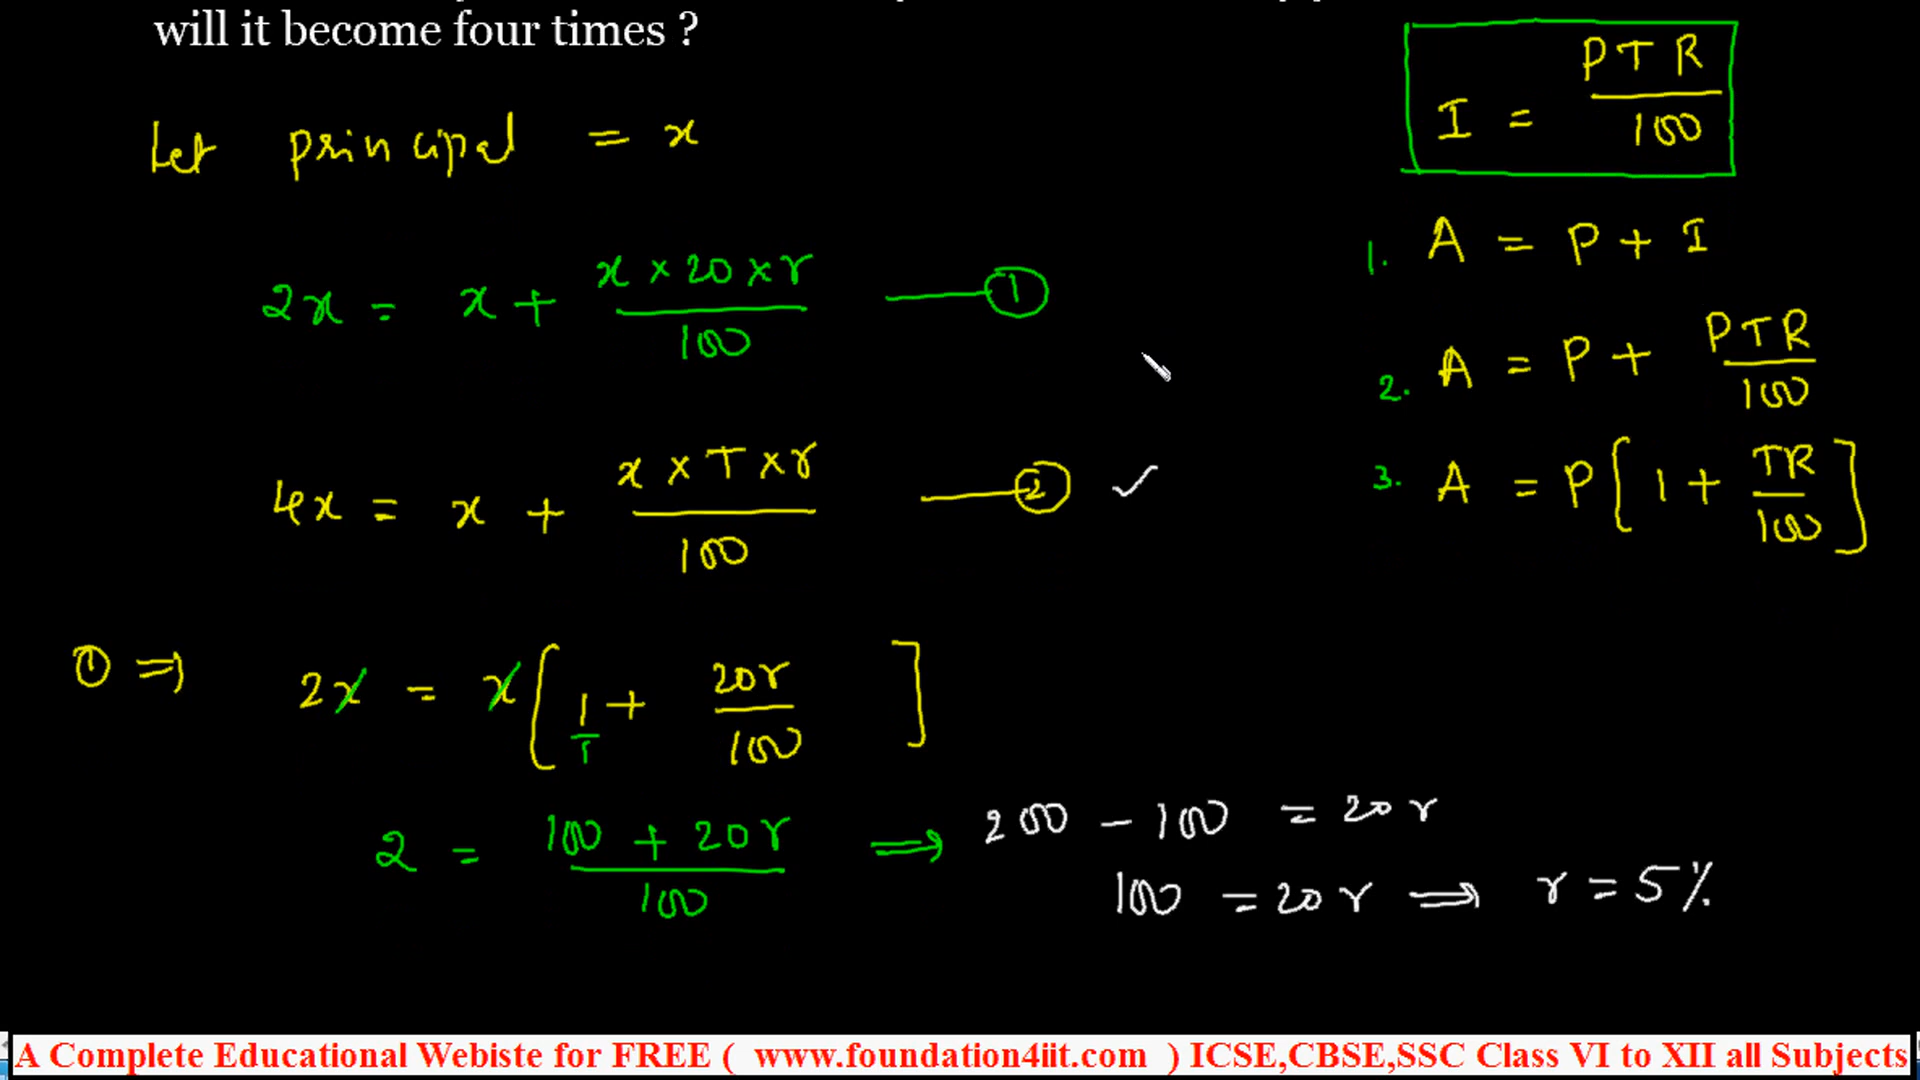 will it become four times ?
Let principal = x
I = PTR/100
1. A = P + I
2x = x + x × 20 × r/100 —— ①
2. A = P + PTR/100
4x = x + x × T × r/100 —— ② ✓
3. A = P[1 + TR/100]
① ⇒ 2x = x[1/1 + 20r/100]
2 = 100 + 20r/100 ⇒ 200 - 100 = 20r
100 = 20r ⇒ r = 5%
A Complete Educational Webiste for FREE ( www.foundation4iit.com ) ICSE,CBSE,SSC Class VI to XII all Subjects